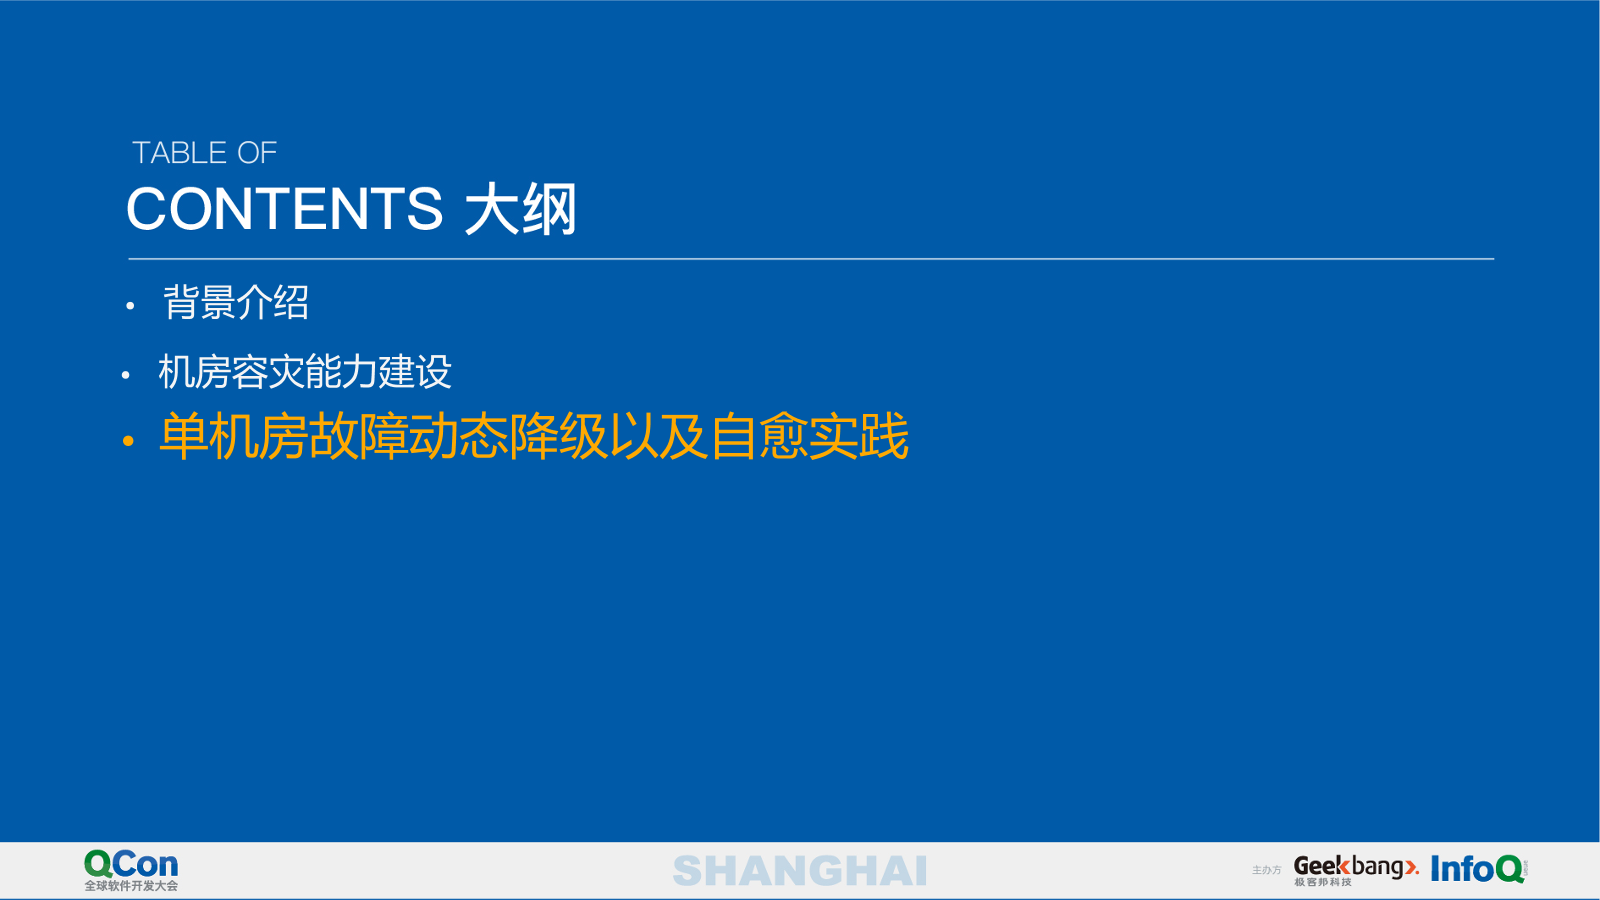 TABLE OF
CONTENTS 大纲
• 背景介绍
• 机房容灾能力建设
• 单机房故障动态降级以及自愈实践
QCon
全球软件开发大会
SHANGHAI
主办方
Geekbang>.
极客邦科技
InfoQ